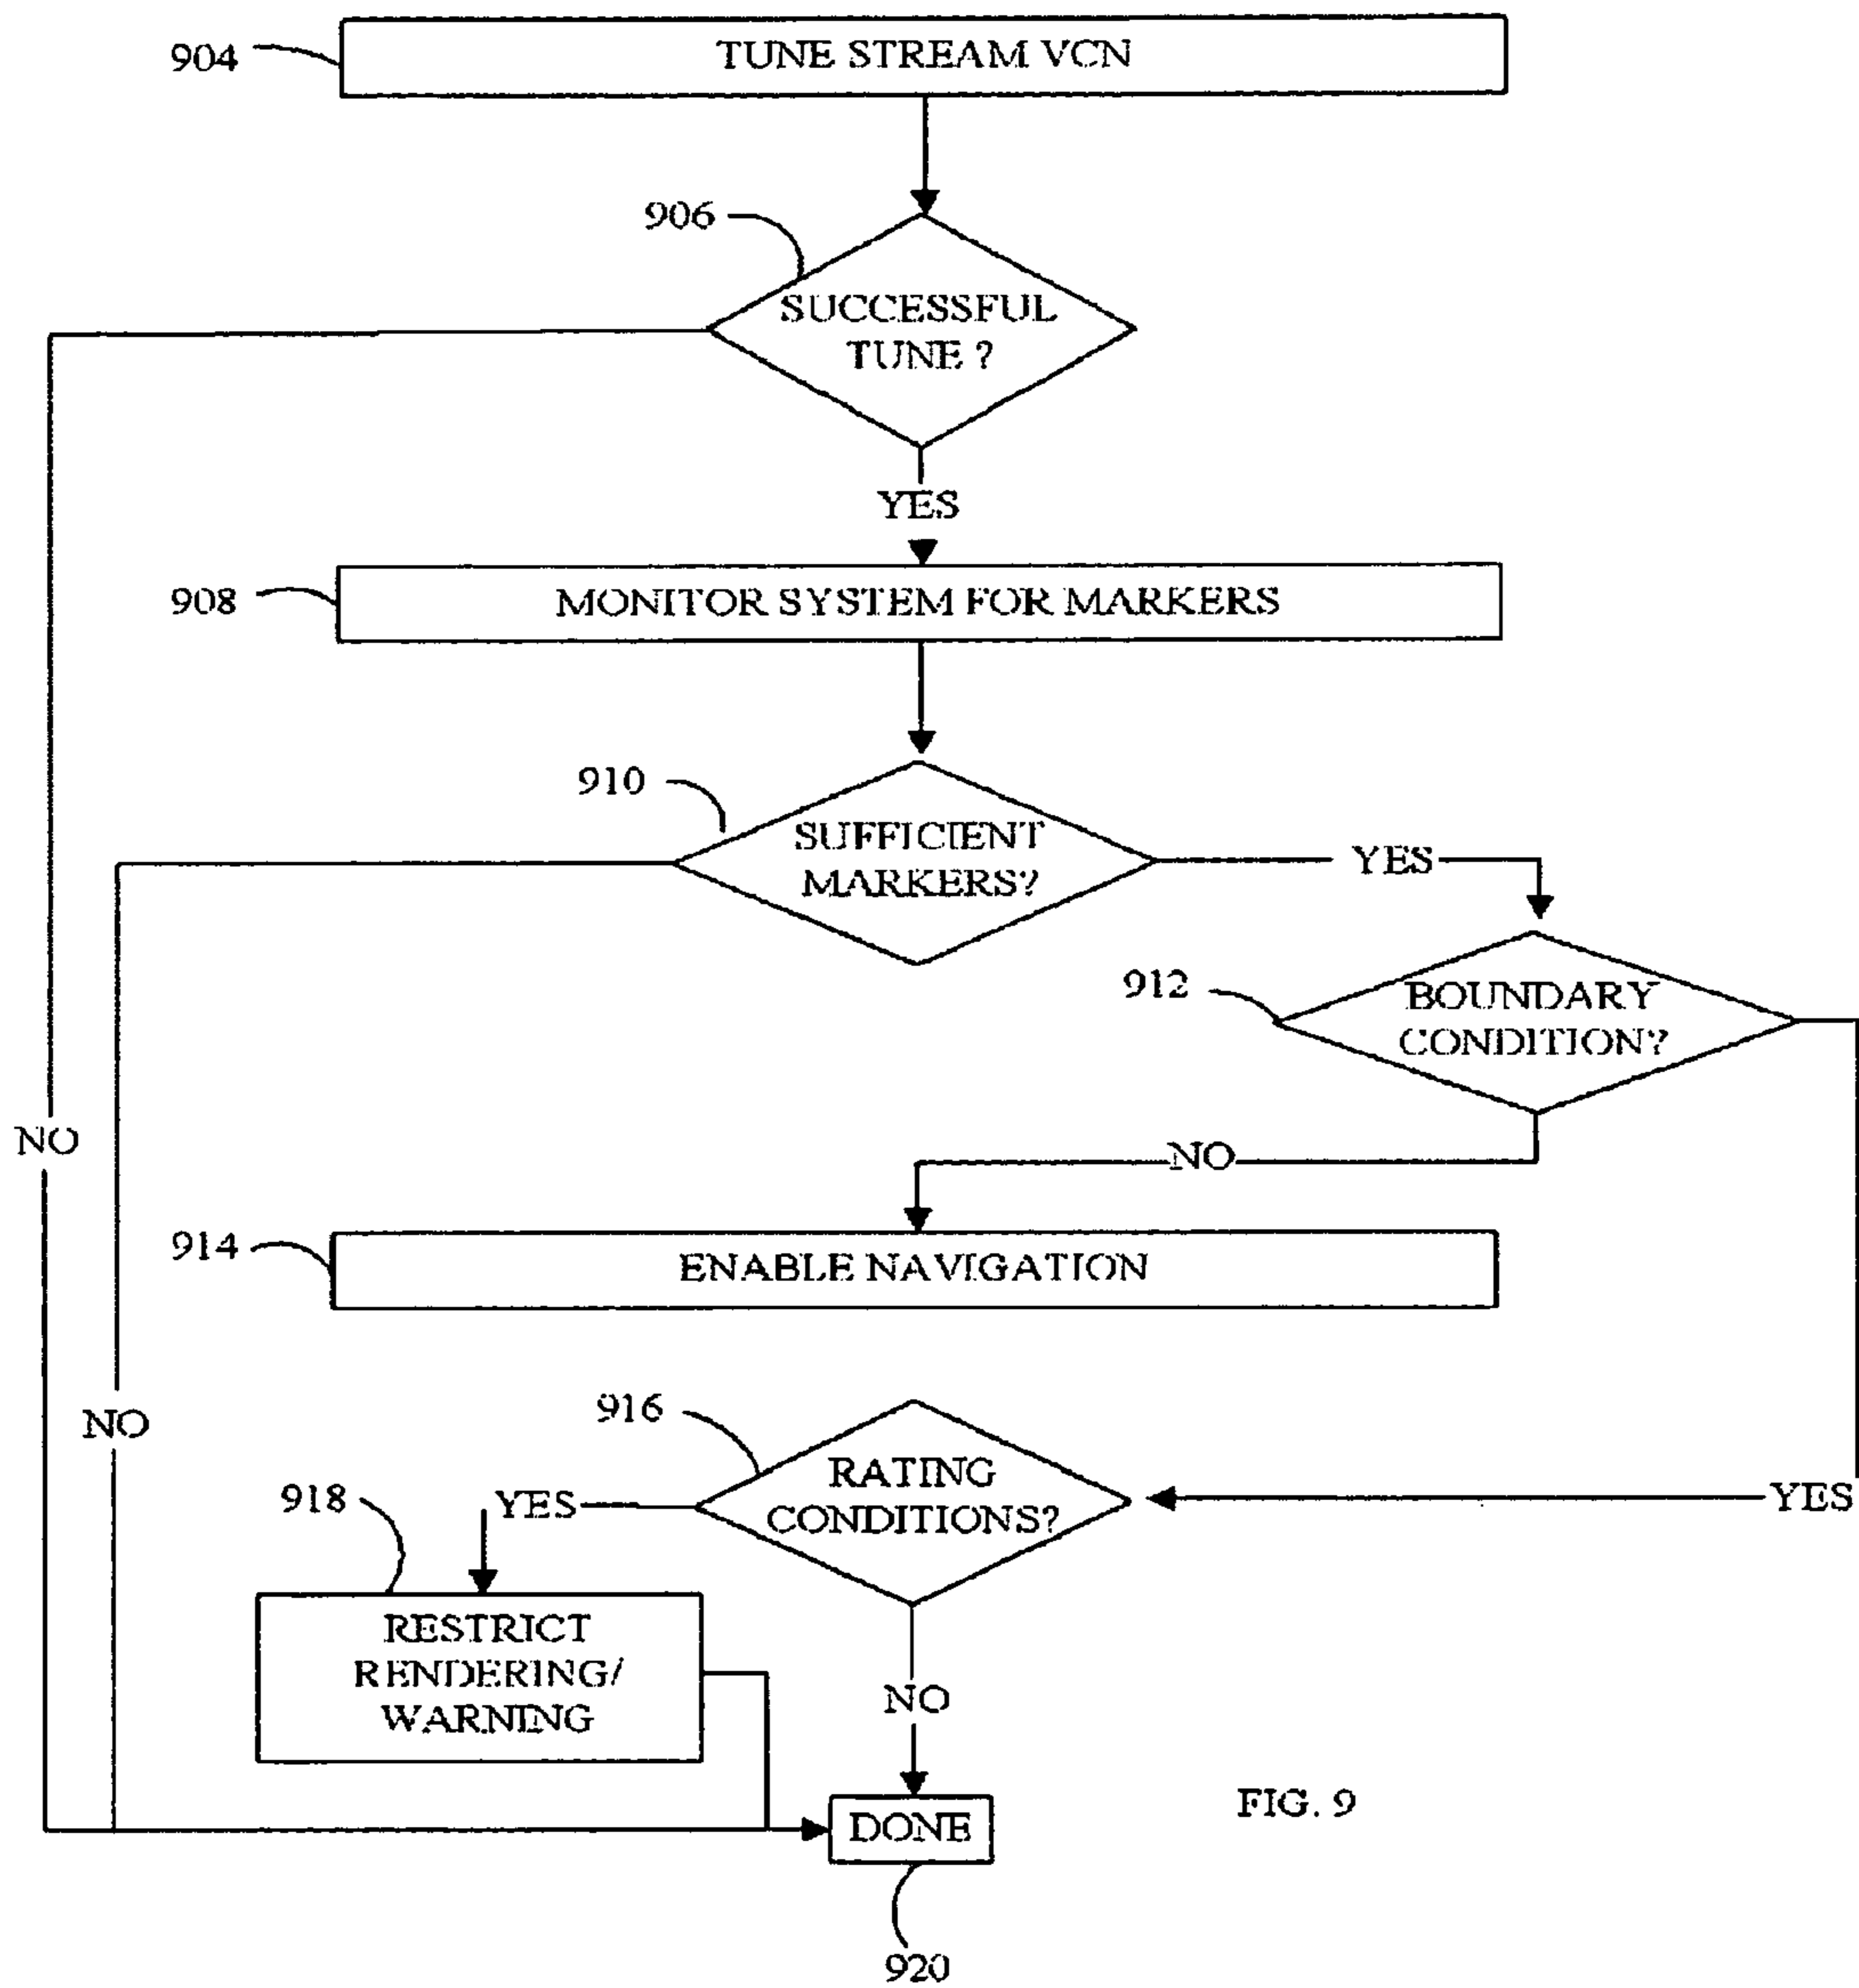 904
TUNE STREAM VCN
906
SUCCESSFUL
TUNE ?
YES
908
MONITOR SYSTEM FOR MARKERS
910
SUFFICIENT
MARKERS?
YES
912
BOUNDARY
CONDITION?
NO
NO
914
ENABLE NAVIGATION
916
NO
RATING
CONDITIONS?
918
YES
YES
RESTRICT
RENDERING/
WARNING
NO
FIG. 9
DONE
920